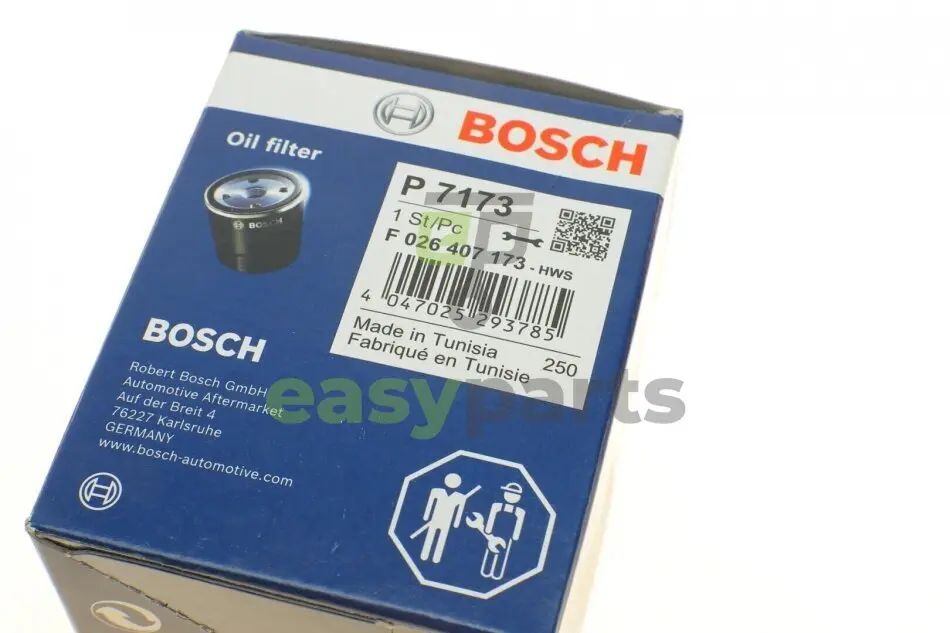 BOSCH
Oil filter
BOSCH
P 7173
1 St/Pc
F 026 407 173 - HWS
4 047025 293785
Made in Tunisia
Fabriqué en Tunisie
250
BOSCH
Robert Bosch GmbH
Automotive Aftermarket
Auf der Breit 4
76227 Karlsruhe
GERMANY
www.bosch-automotive.com
easyparts